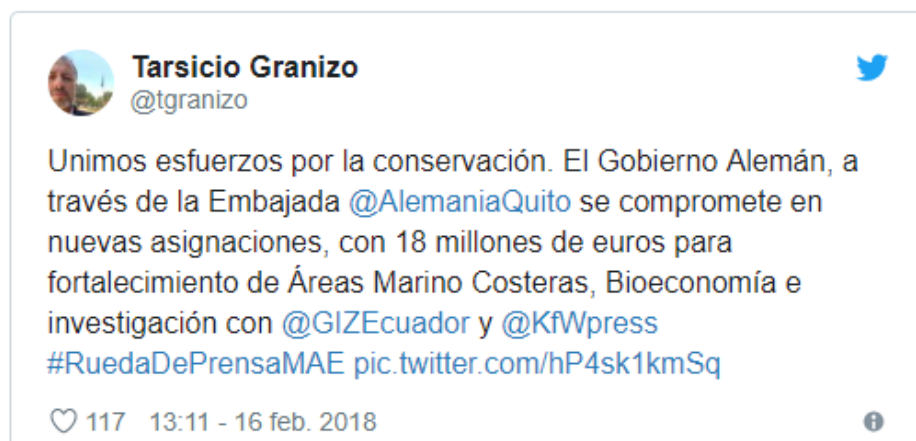 Tarsicio Granizo
@tgranizo
Unimos esfuerzos por la conservación. El Gobierno Alemán, a
través de la Embajada @AlemaniaQuito se compromete en
nuevas asignaciones, con 18 millones de euros para
fortalecimiento de Áreas Marino Costeras, Bioeconomía e
investigación con @GIZEcuador y @KfWpress
#RuedaDePrensaMAE pic.twitter.com/hP4sk1kmSq
117 13:11 - 16 feb. 2018